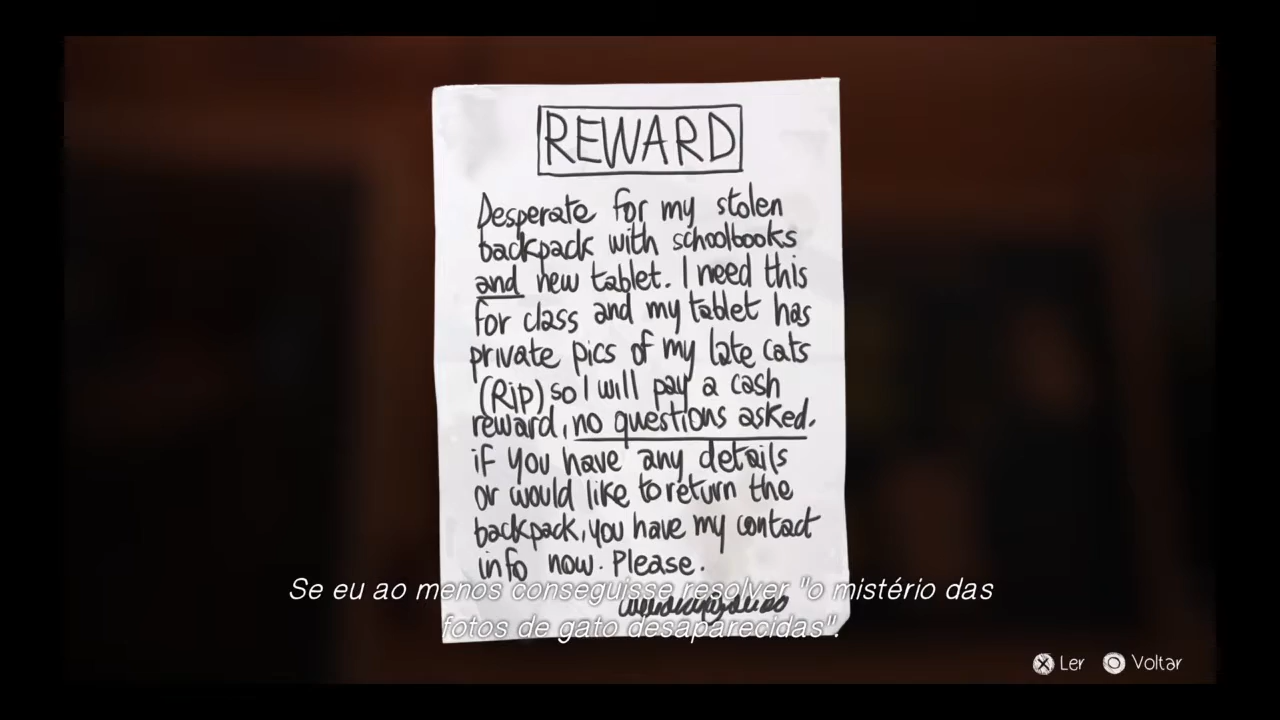 REWARD
Desperate for my stolen
backpack with schoolbooks
and new tablet. I need this
for class and my tablet has
private pics of my late cats
(RIP) so I will pay a cash
reward, no questions asked.
if you have any details
or would like to return the
backpack, you have my contact
info now. Please.
Se eu ao menos conseguisse resolver "o mistério das
fotos de gato desaparecidas".
Ler Voltar